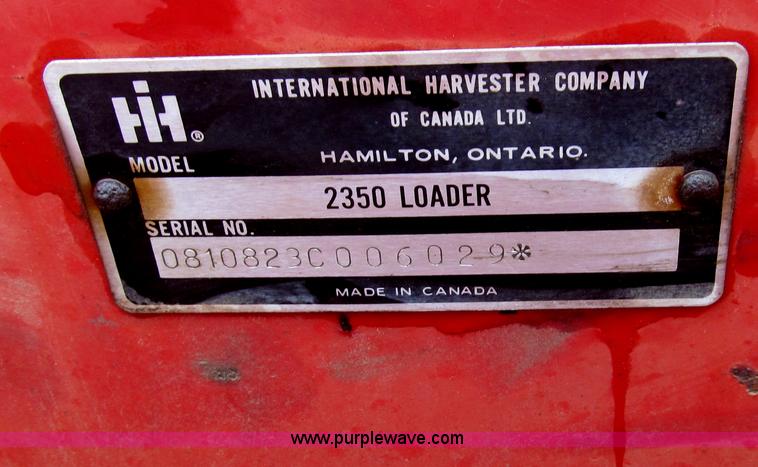 INTERNATIONAL HARVESTER COMPANY
OF CANADA LTD.
IH®
HAMILTON, ONTARIO.
MODEL
2350 LOADER
SERIAL NO.
0810823C006029*
MADE IN CANADA
www.purplewave.com